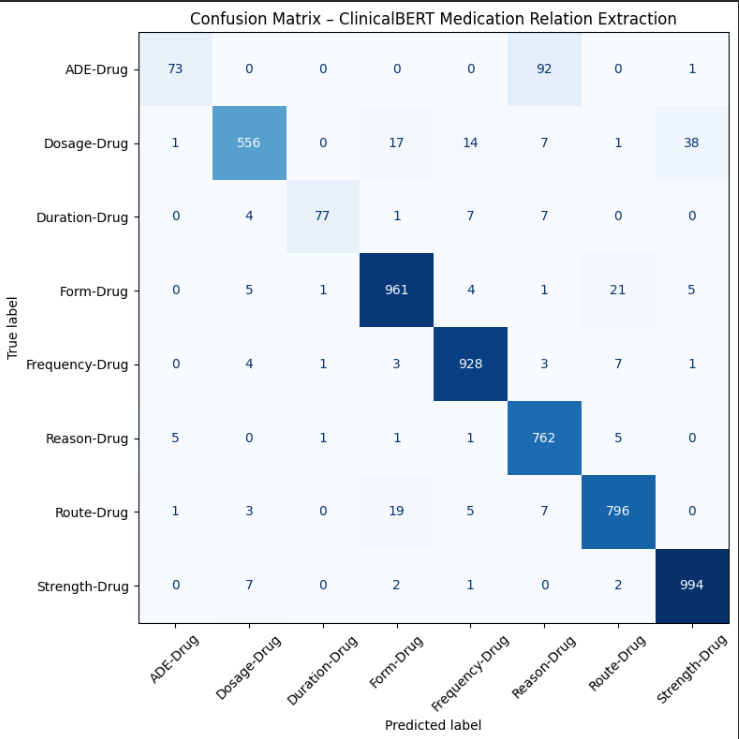 Confusion Matrix – ClinicalBERT Medication Relation Extraction
ADE-Drug 73 0 0 0 0 92 0 1
Dosage-Drug 1 556 0 17 14 7 1 38
Duration-Drug 0 4 77 1 7 7 0 0
Form-Drug 0 5 1 961 4 1 21 5
Frequency-Drug 0 4 1 3 928 3 7 1
Reason-Drug 5 0 1 1 1 762 5 0
Route-Drug 1 3 0 19 5 7 796 0
Strength-Drug 0 7 0 2 1 0 2 994
True label
ADE-Drug Dosage-Drug Duration-Drug Form-Drug Frequency-Drug Reason-Drug Route-Drug Strength-Drug
Predicted label